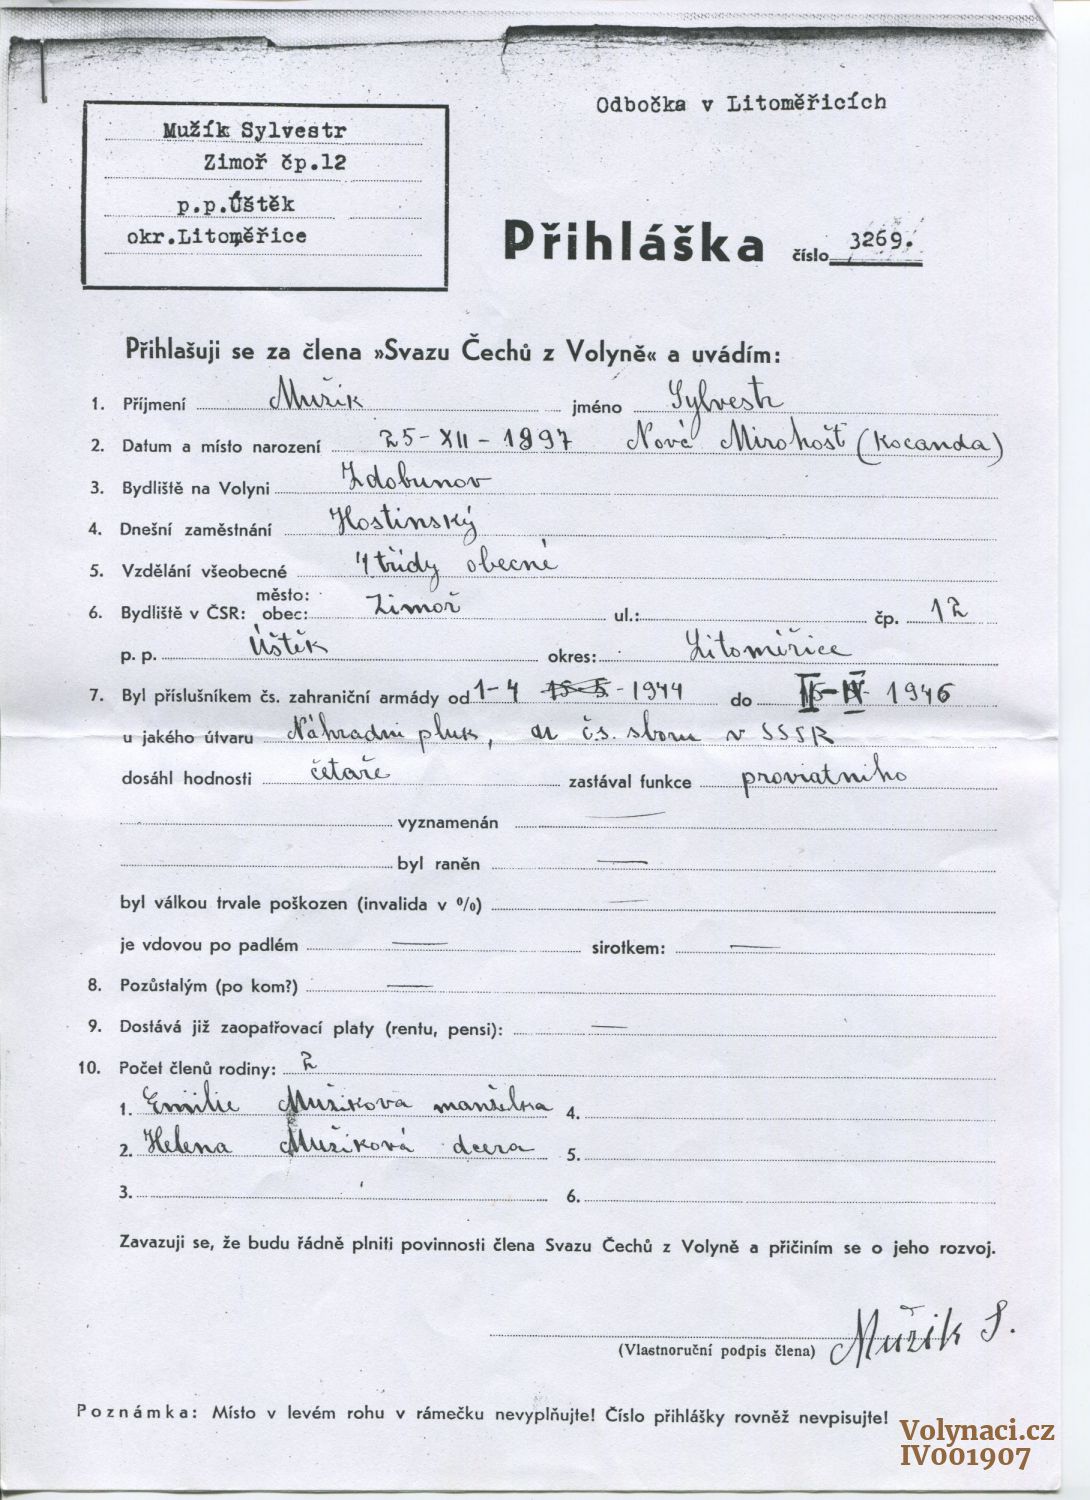 Odbočka v Litoměřicích
Mužík Sylvestr
Zimoř čp.12
p.p.Úštěk
okr.Litoměřice
Přihláška číslo 3269.
Přihlašuji se za člena »Svazu Čechů z Volyně« a uvádím:
1. Příjmení Mužík jméno Sylvestr
2. Datum a místo narození 25-XII-1897 Nové Mirohošť (Kocanda)
3. Bydliště na Volyni Zdobunov
4. Dnešní zaměstnání Hostinský
5. Vzdělání všeobecné 4 třídy obecné
město:
6. Bydliště v ČSR: obec: Zimoř ul.: čp. 12
p. p. Úštěk okres: Litoměřice
7. Byl příslušníkem čs. zahraniční armády od 1-4 15-5-1944 do 1946
u jakého útvaru Náhradní pluk, čs. sboru v SSSR
dosáhl hodnosti četaře zastával funkce proviatniho
vyznamenán —
byl raněn —
byl válkou trvale poškozen (invalida v %) —
je vdovou po padlém — sirotkem: —
8. Pozůstalým (po kom?) —
9. Dostává již zaopatřovací platy (rentu, pensi): —
10. Počet členů rodiny: 2
1. Emilie Mužiková manželka 4.
2. Helena Mužiková dcera 5.
3. 6.
Zavazuji se, že budu řádně plniti povinnosti člena Svazu Čechů z Volyně a přičiním se o jeho rozvoj.
Mužik S.
(Vlastnoruční podpis člena)
Poznámka: Místo v levém rohu v rámečku nevyplňujte! Číslo přihlášky rovněž nevpisujte!
Volynaci.cz
IV001907